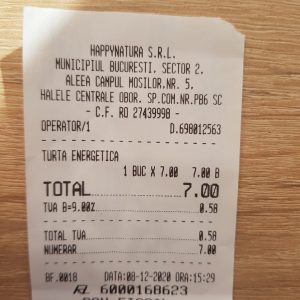 HAPPYNATURA S.R.L.
MUNICIPIUL BUCURESTI. SECTOR 2.
ALEEA CAMPUL MOSILOR.NR. 5.
HALELE CENTRALE OBOR. SP.COM.NR.PB6 SC
- C.F. RO 27439998 -
OPERATOR/1 D.698012563
TURTA ENERGETICA
1 BUC X 7.00 7.00 B
TOTAL 7.00
TVA B=9.00% 0.58
TOTAL TVA 0.58
NUMERAR 7.00
BF.0018 DATA:08-12-2020 ORA:15:29
6000168623
BON FISCAL